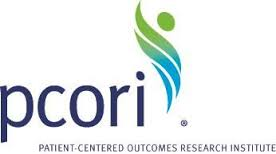 pcori®
PATIENT-CENTERED OUTCOMES RESEARCH INSTITUTE